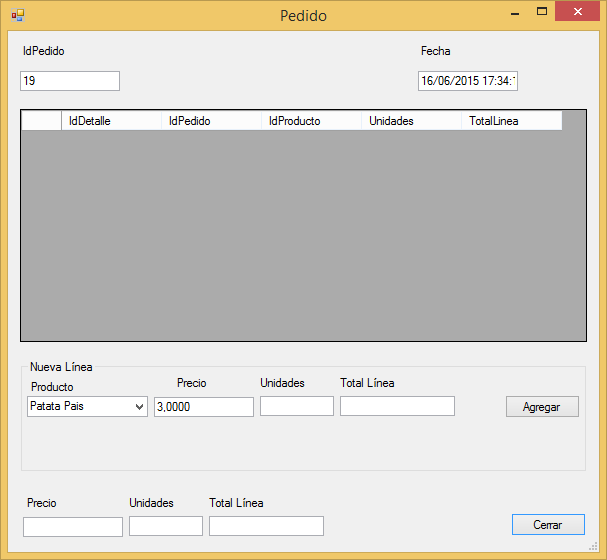 Pedido
IdPedido
Fecha
19
16/06/2015 17:34:
IdDetalle IdPedido IdProducto Unidades TotalLinea
Nueva Línea
Producto
Precio
Unidades
Total Línea
Patata Pais
3,0000
Agregar
Precio
Unidades
Total Línea
Cerrar